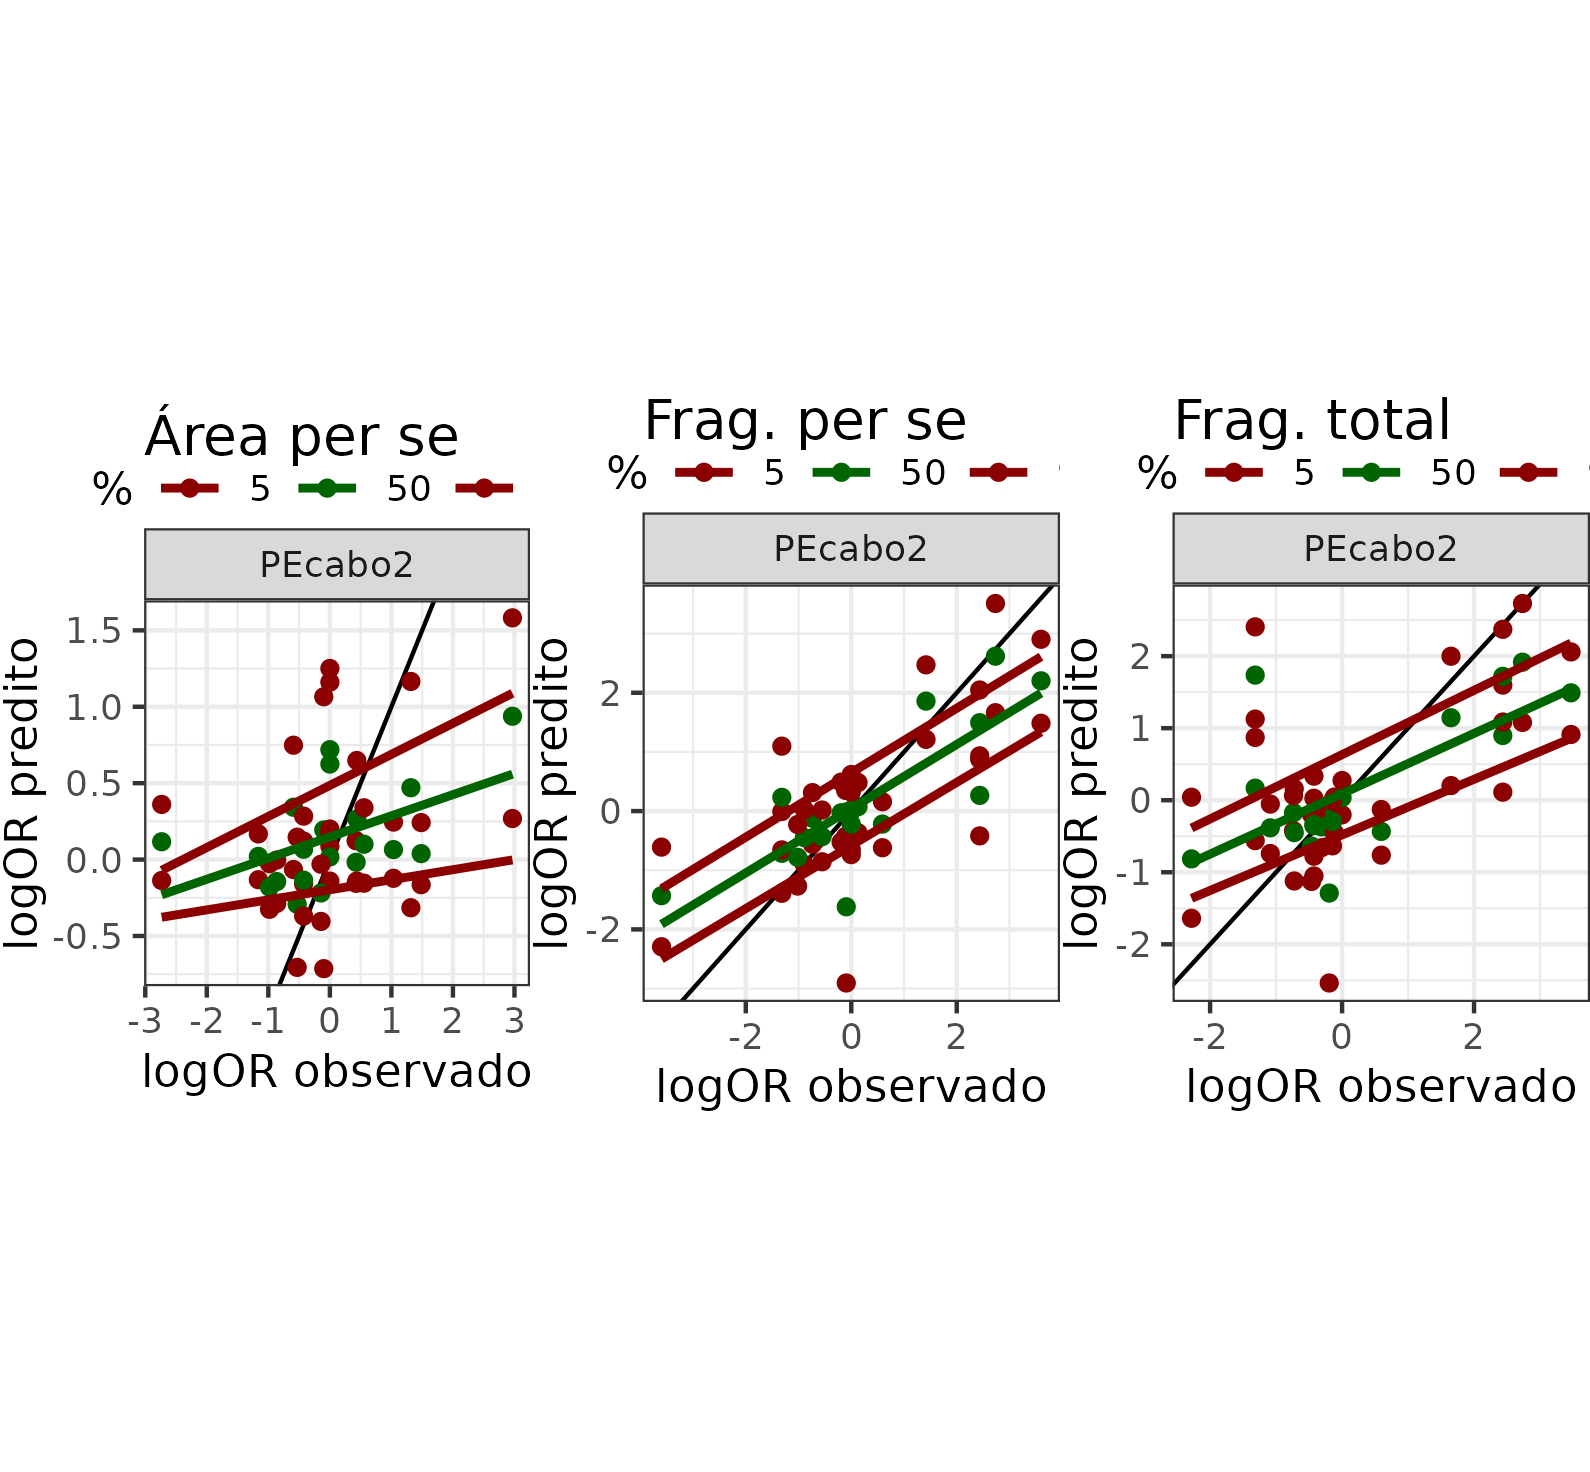 Área per se
% 5 50
PEcabo2
logOR predito
1.5
1.0
0.5
0.0
-0.5
-3 -2 -1 0 1 2 3
logOR observado
Frag. per se
% 5 50
PEcabo2
logOR predito
2
0
-2
-2 0 2
logOR observado
Frag. total
% 5 50
PEcabo2
logOR predito
2
1
0
-1
-2
-2 0 2
logOR observado